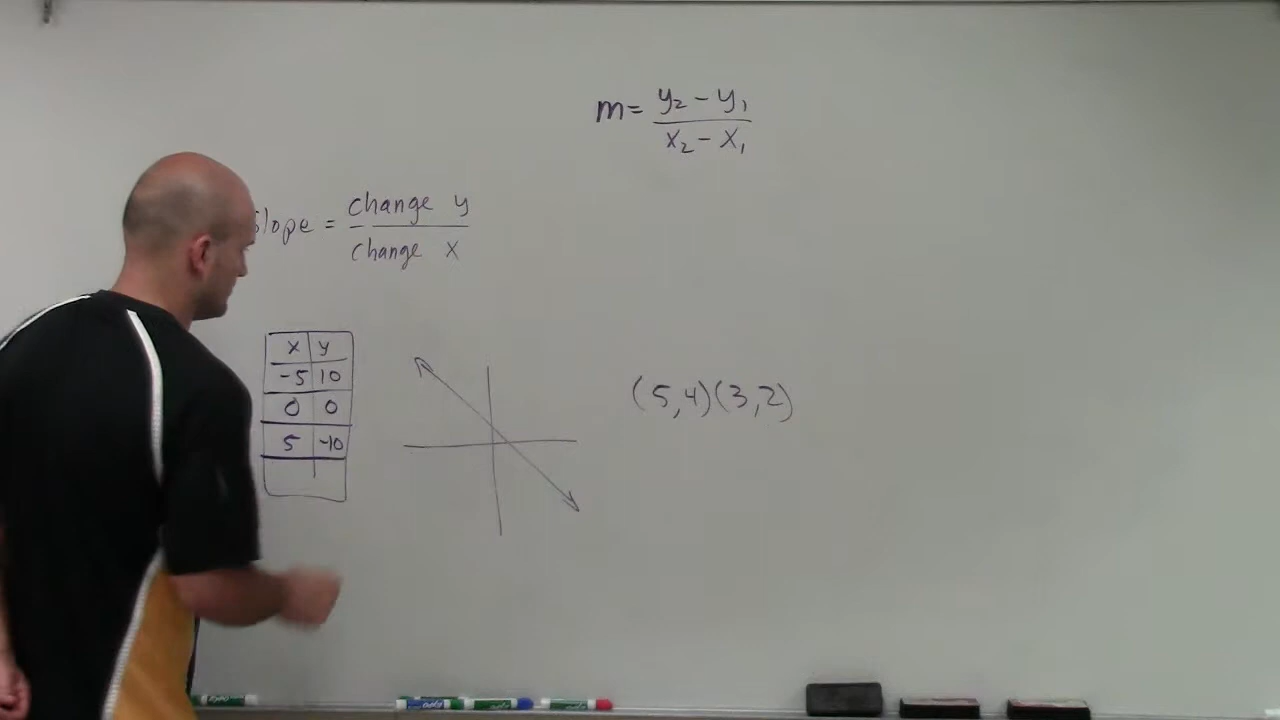 m = y₂ - y₁ / x₂ - x₁
slope = change y / change x
x y
-5 10
0 0
5 -10
(5,4)(3,2)